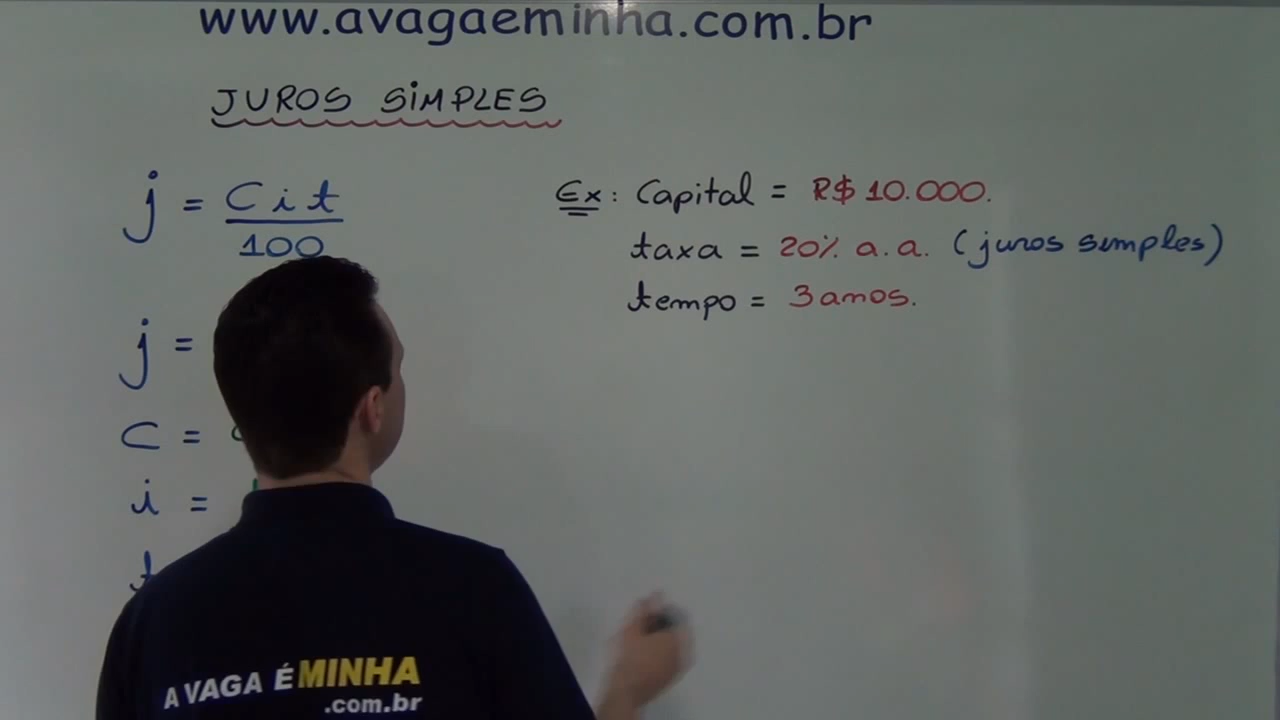 www.avagaeminha.com.br
JUROS SIMPLES
j = C i t
100
j =
C =
i =
t
Ex: Capital = R$ 10.000.
taxa = 20% a.a. (juros simples)
tempo = 3 anos.
A VAGA É MINHA
.com.br